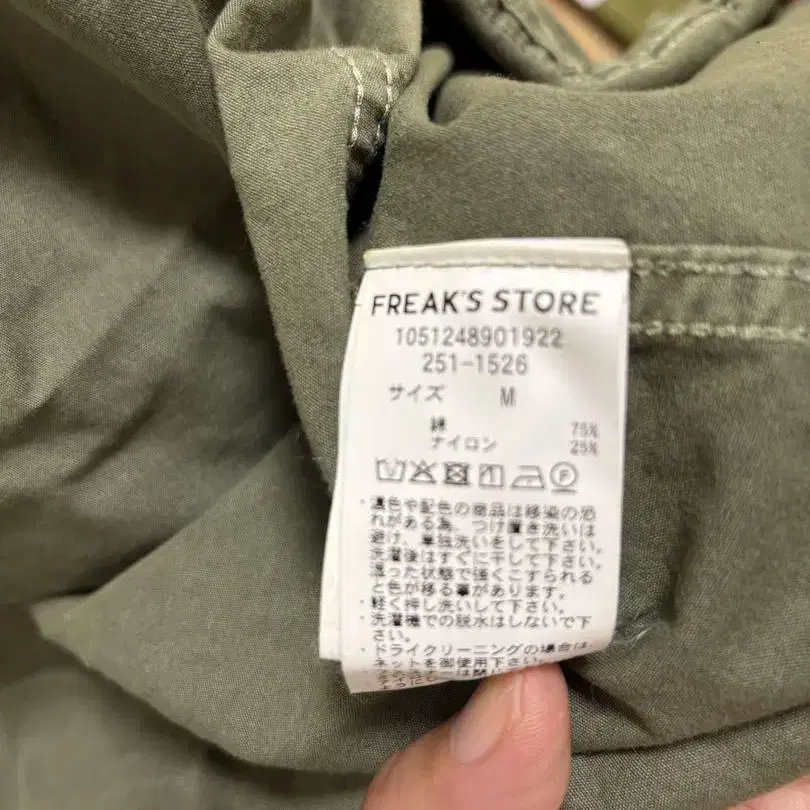 FREAK'S STORE
1051248901922
251-1526
サイズ M
綿 75%
ナイロン 25%
Ⓕ
・濃色や配色の商品は移染の恐
れがある為、つけ置き洗いは
避け、単独洗いをして下さい。
洗濯後はすぐに干して下さい。
湿った状態で強くこすられる
と色が移る事があります。
・軽く押し洗いして下さい。
・洗濯機での脱水はしないで下
さい。
・ドライクリーニングの場合は
ネットを御使用下さい